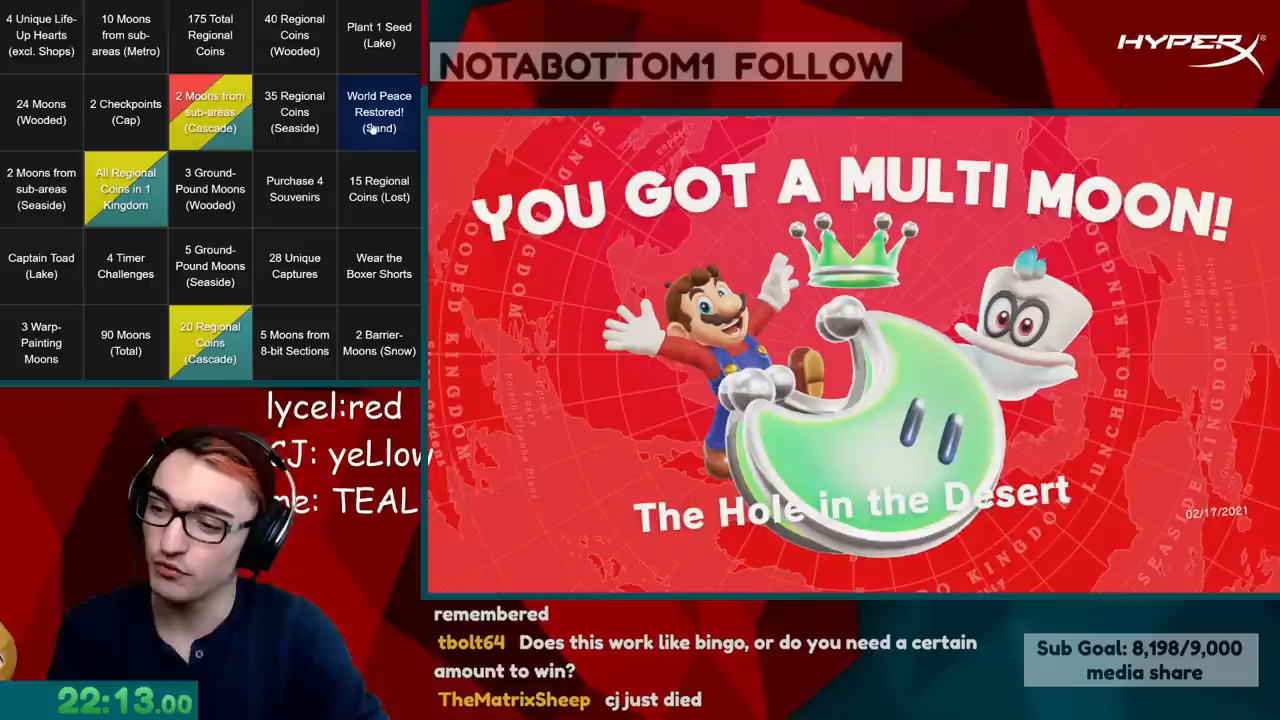 4 Unique Life-
Up Hearts
(excl. Shops)
10 Moons
from sub-
areas (Metro)
175 Total
Regional
Coins
40 Regional
Coins
(Wooded)
Plant 1 Seed
(Lake)
24 Moons
(Wooded)
2 Checkpoints
(Cap)
2 Moons from
sub-areas
(Cascade)
35 Regional
Coins
(Seaside)
World Peace
Restored!
(Sand)
2 Moons from
sub-areas
(Seaside)
All Regional
Coins in 1
Kingdom
3 Ground-
Pound Moons
(Wooded)
Purchase 4
Souvenirs
15 Regional
Coins (Lost)
Captain Toad
(Lake)
4 Timer
Challenges
5 Ground-
Pound Moons
(Seaside)
28 Unique
Captures
Wear the
Boxer Shorts
3 Warp-
Painting
Moons
90 Moons
(Total)
20 Regional
Coins
(Cascade)
5 Moons from
8-bit Sections
2 Barrier-
Moons (Snow)
NOTABOTTOM1 FOLLOW
HYPERX
YOU GOT A MULTI MOON!
The Hole in the Desert
02/17/2021
WOODED KINGDOM
LUNCHEON KINGDOM
lycel:red
CJ: yeLlow
me: TEAL
22:13.00
remembered
tbolt64 Does this work like bingo, or do you need a certain
amount to win?
TheMatrixSheep cj just died
Sub Goal: 8,198/9,000
media share